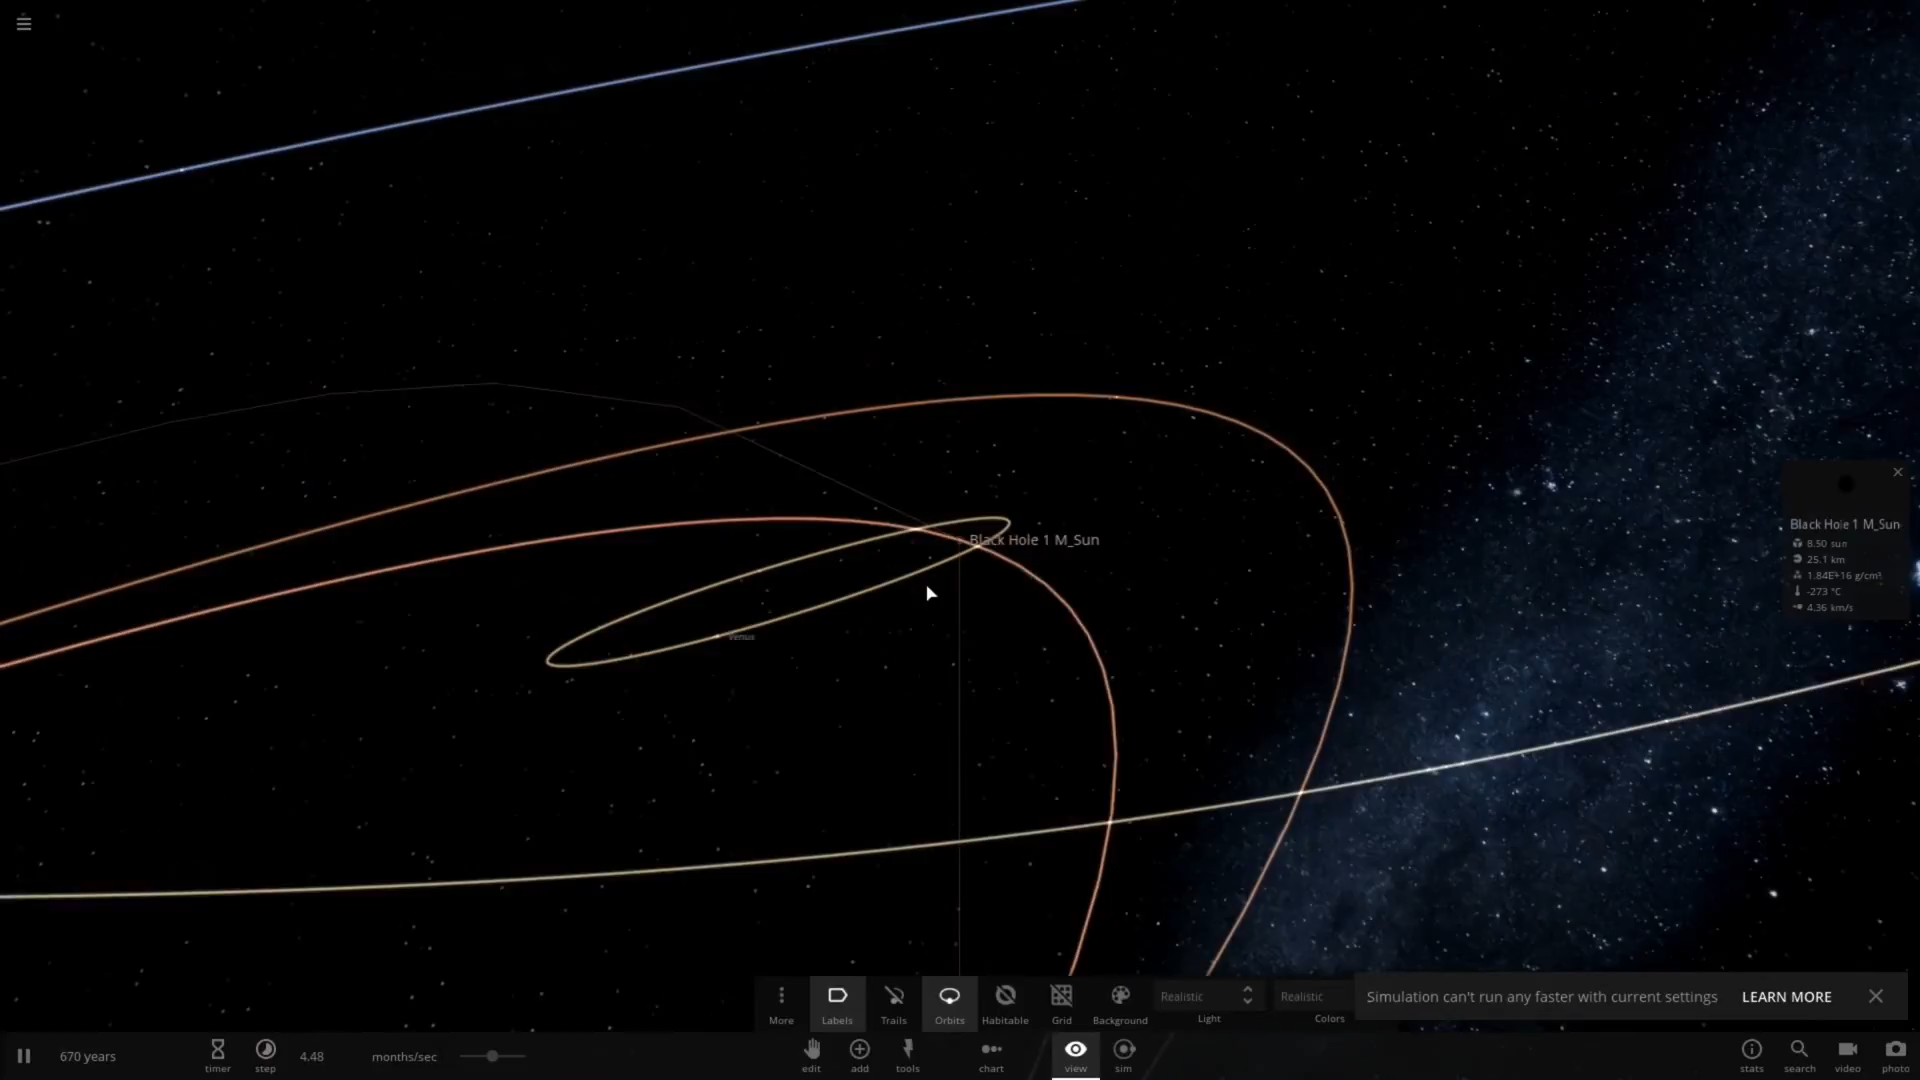 Black Hole 1 M_Sun
Venus
Black Hole 1 M_Sun
8.50 sun
25.1 km
1.84E+16 g/cm³
-273 °C
4.36 km/s
More
Labels
Trails
Orbits
Habitable
Grid
Background
Realistic
Light
Realistic
Colors
Simulation can't run any faster with current settings
LEARN MORE
670 years
timer
step
4.48
months/sec
edit
add
tools
chart
view
sim
stats
search
video
photo